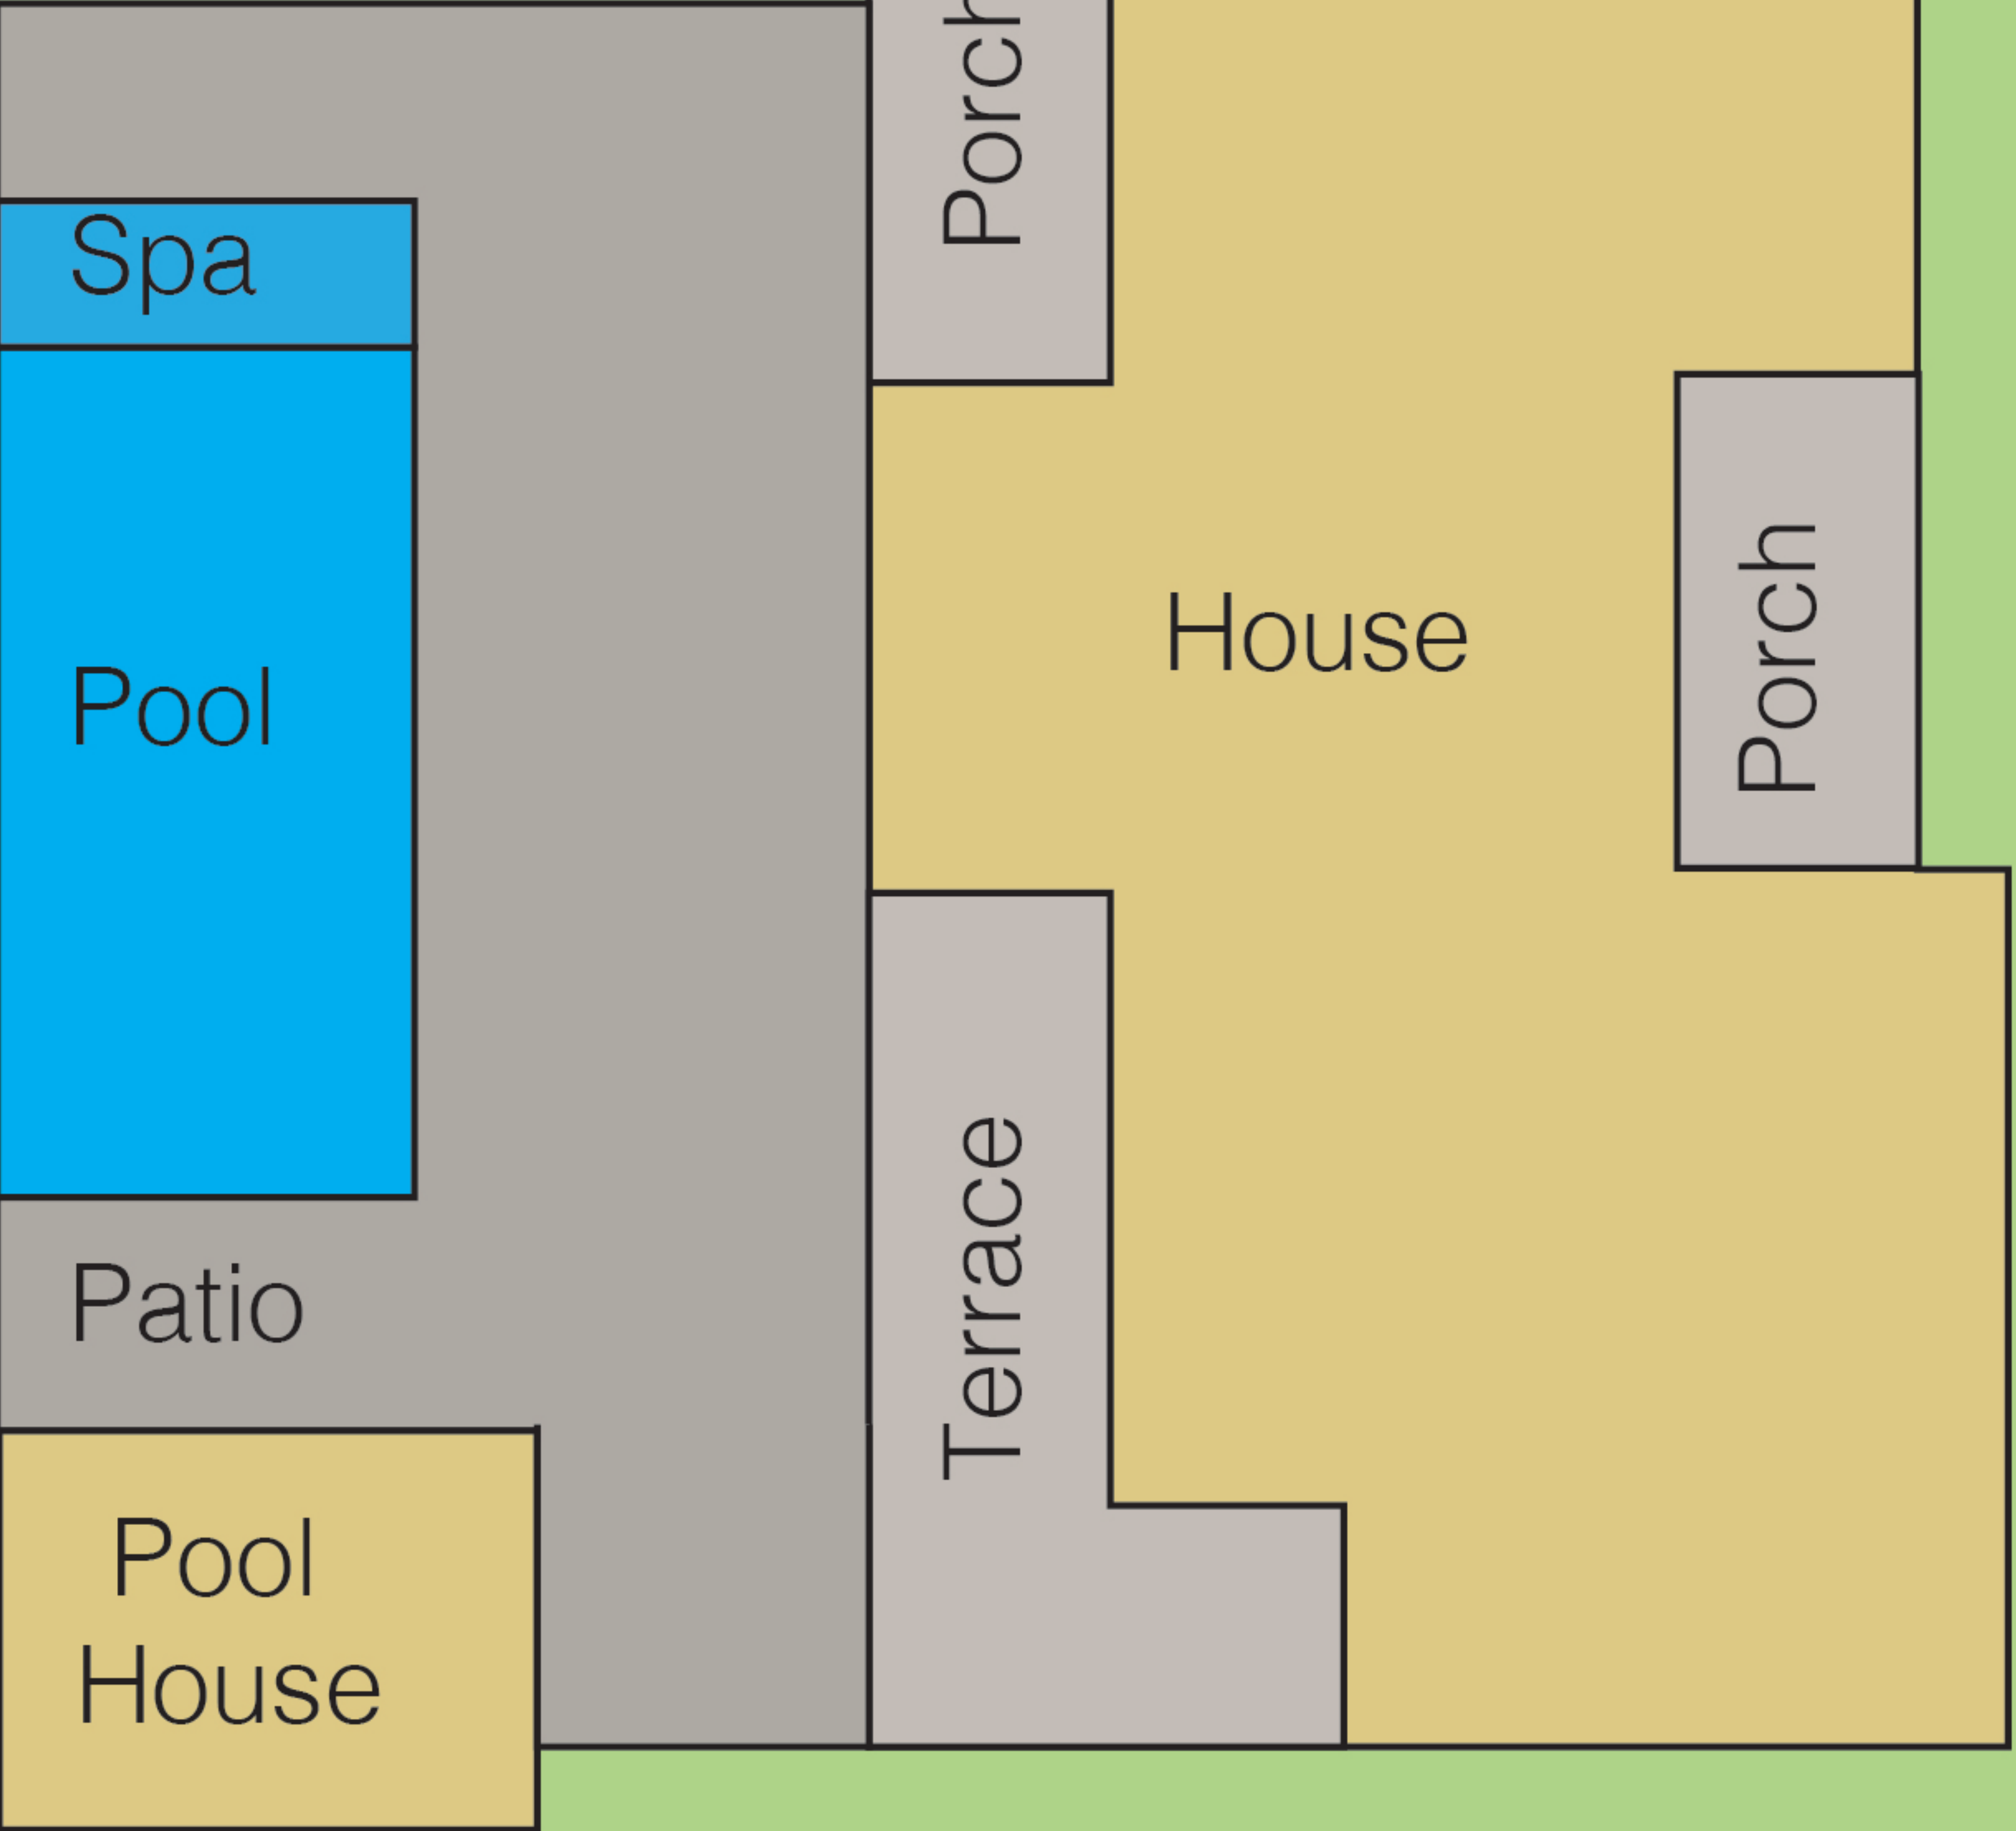 Porch
Spa
Pool
House
Porch
Terrace
Patio
Pool
House